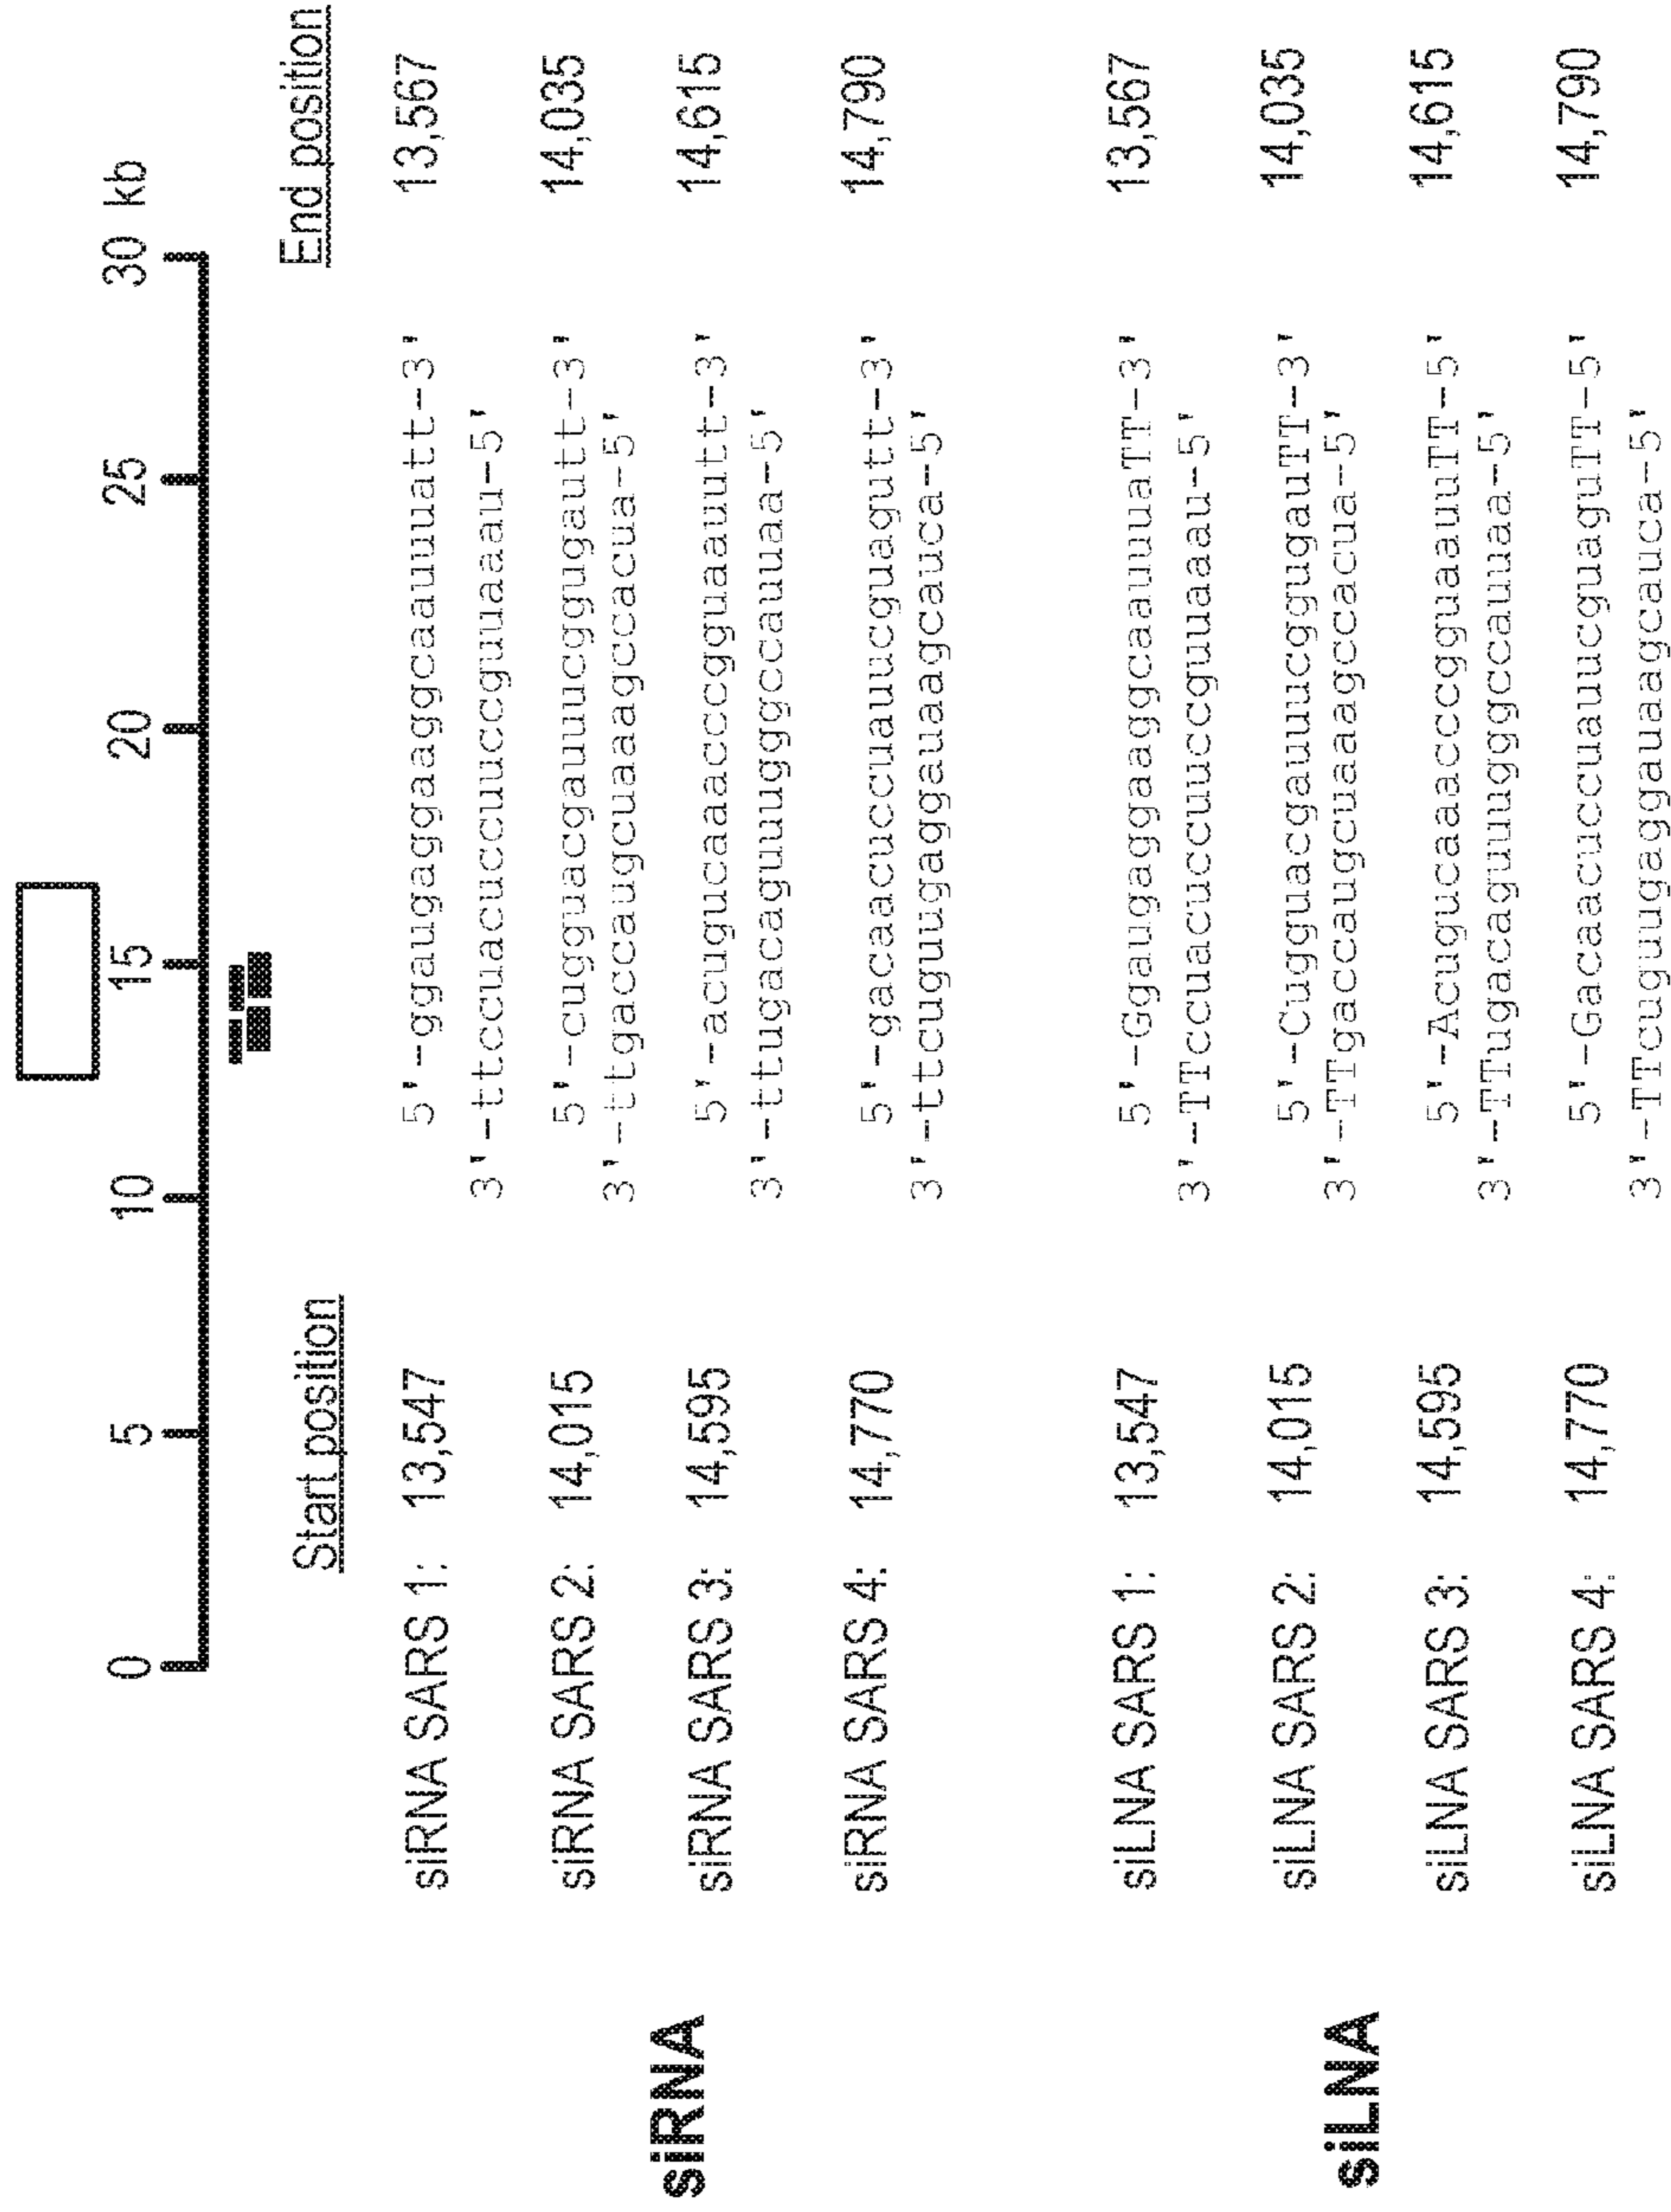 0 5 10 15 20 25 30 kb
Start position End position
siRNA
siRNA SARS 1: 13,547 5'--ggaugaggaaggcaauuuatt--3' 13,567
3'--ttccuacuccuuccguuaaau-5'
siRNA SARS 2: 14,015 5'--cugguacgauuucggugautt--3' 14,035
3'--ttgaccaugcuaaagccacua-5'
siRNA SARS 3: 14,595 5'--acugucaaacccgguaauutt--3' 14,615
3'--ttugacaguuugggccauuaa-5'
siRNA SARS 4: 14,770 5'--gacaacuccuauucguagutt--3' 14,790
3'--ttcuguugaggauaagcauca-5'
siLNA
siLNA SARS 1: 13,547 5'--GgaugaggaaggcaauuuaTT-3' 13,567
3'--TTccuacuccuuccguuaaau-5'
siLNA SARS 2: 14,015 5'--CugguacgauuucggugauTT-3' 14,035
3'--TTgaccaugcuaaagccacua--5'
siLNA SARS 3: 14,595 5'--AcugucaaacccgguaauuTT-5' 14,615
3'--TTugacaguuugggccauuaa-5'
siLNA SARS 4: 14,770 5'--GacaacuccuauucguaguTT-5' 14,790
3'--TTcuguugaggauaagcauca-5'